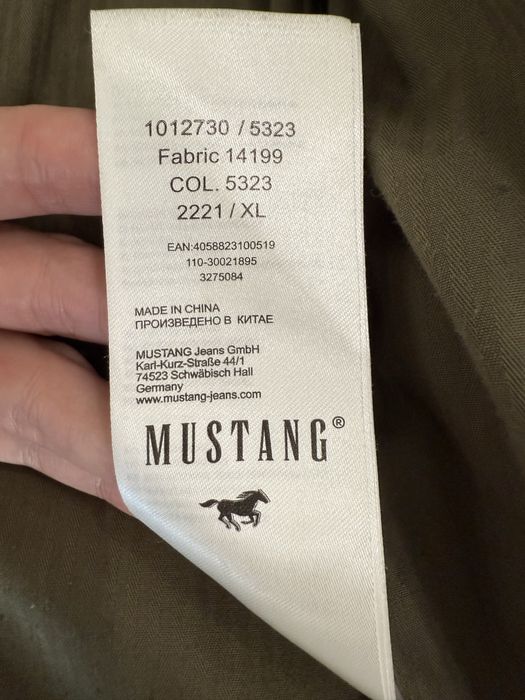 1012730 / 5323
Fabric 14199
COL. 5323
2221 / XL
EAN:4058823100519
110-30021895
3275084
MADE IN CHINA
ПРОИЗВЕДЕНО В КИТАЕ
MUSTANG Jeans GmbH
Karl-Kurz-Straße 44/1
74523 Schwäbisch Hall
Germany
www.mustang-jeans.com
MUSTANG®